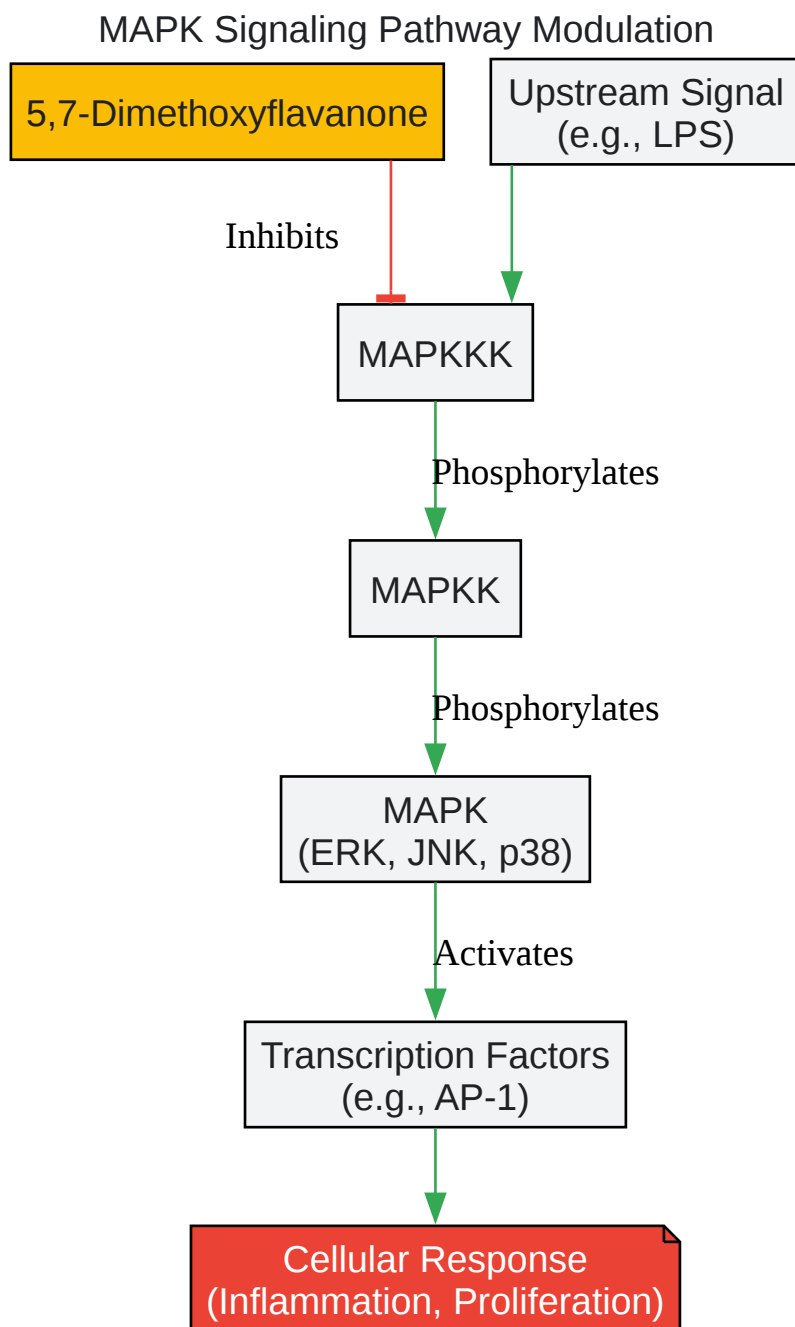 MAPK Signaling Pathway Modulation
5,7-Dimethoxyflavanone
Upstream Signal
(e.g., LPS)
Inhibits
MAPKKK
Phosphorylates
MAPKK
Phosphorylates
MAPK
(ERK, JNK, p38)
Activates
Transcription Factors
(e.g., AP-1)
Cellular Response
(Inflammation, Proliferation)